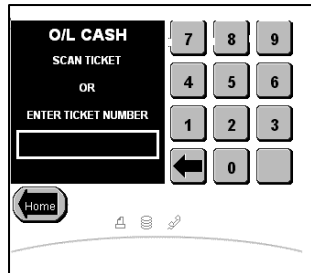 O/L CASH
SCAN TICKET
OR
ENTER TICKET NUMBER
7 8 9
4 5 6
1 2 3
0
Home